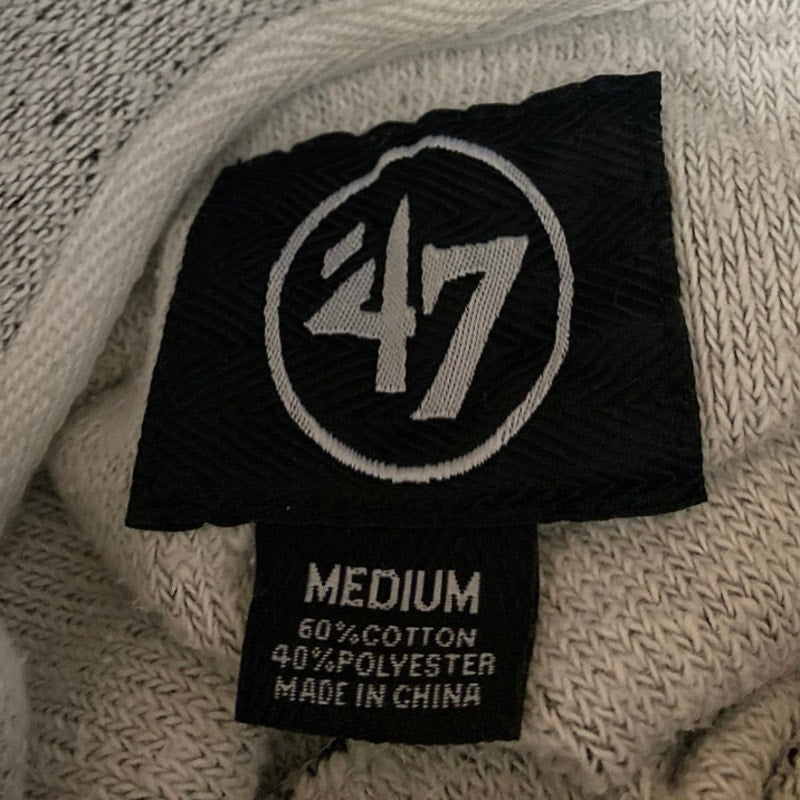 '47
MEDIUM
60%COTTON
40%POLYESTER
MADE IN CHINA